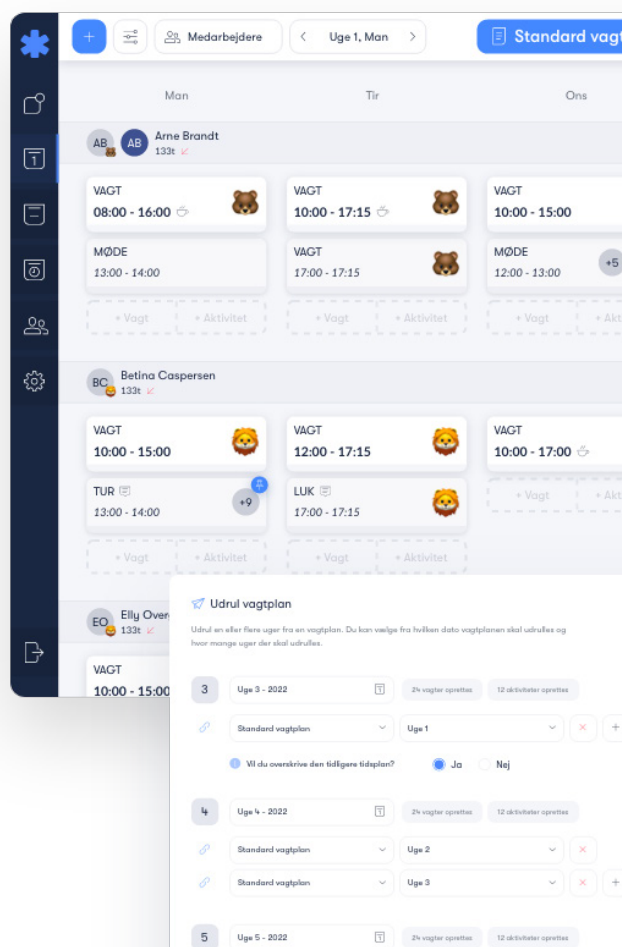 + Medarbejdere Uge 1, Man Standard vagt
Man Tir Ons
1
AB AB Arne Brandt
133t
VAGT VAGT VAGT
08:00 - 16:00 10:00 - 17:15 10:00 - 15:00
MØDE VAGT MØDE
13:00 - 14:00 17:00 - 17:15 12:00 - 13:00 +5
+ Vagt + Aktivitet + Vagt + Aktivitet + Vagt + Akt
BC Betina Caspersen
133t
VAGT VAGT VAGT
10:00 - 15:00 12:00 - 17:15 10:00 - 17:00
TUR LUK + Vagt + Akt
13:00 - 14:00 +9 17:00 - 17:15
+ Vagt + Aktivitet + Vagt + Aktivitet
EO Elly Over
133t
VAGT
10:00 - 15:00
Udrul vagtplan
Udrul en eller flere uger fra en vagtplan. Du kan vælge fra hvilken dato vagtplanen skal udrulles og
hvor mange uger der skal udrulles.
3 Uge 3 - 2022 1 24 vagter oprettes 12 aktiviteter oprettes
Standard vagtplan Uge 1 × +
Vil du overskrive den tidligere tidsplan? Ja Nej
4 Uge 4 - 2022 1 24 vagter oprettes 12 aktiviteter oprettes
Standard vagtplan Uge 2 ×
Standard vagtplan Uge 3 × +
5 Uge 5 - 2022 1 24 vagter oprettes 12 aktiviteter oprettes